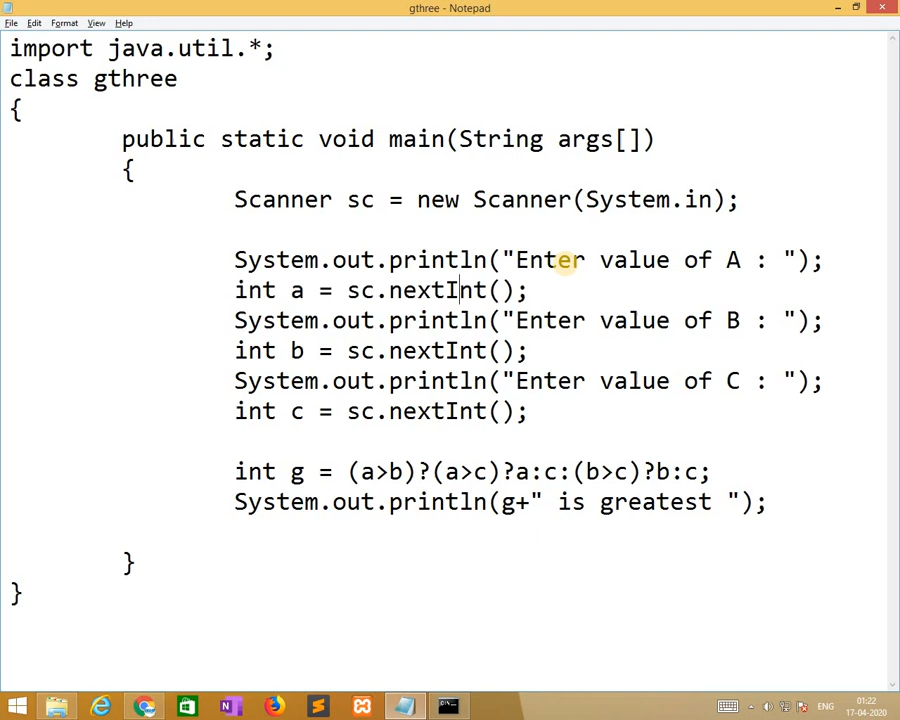 gthree - Notepad
File Edit Format View Help
import java.util.*;
class gthree
{
public static void main(String args[])
{
Scanner sc = new Scanner(System.in);
System.out.println("Enter value of A : ");
int a = sc.nextInt();
System.out.println("Enter value of B : ");
int b = sc.nextInt();
System.out.println("Enter value of C : ");
int c = sc.nextInt();
int g = (a>b)?(a>c)?a:c:(b>c)?b:c;
System.out.println(g+" is greatest ");
}
}
ENG
01:22
17-04-2020